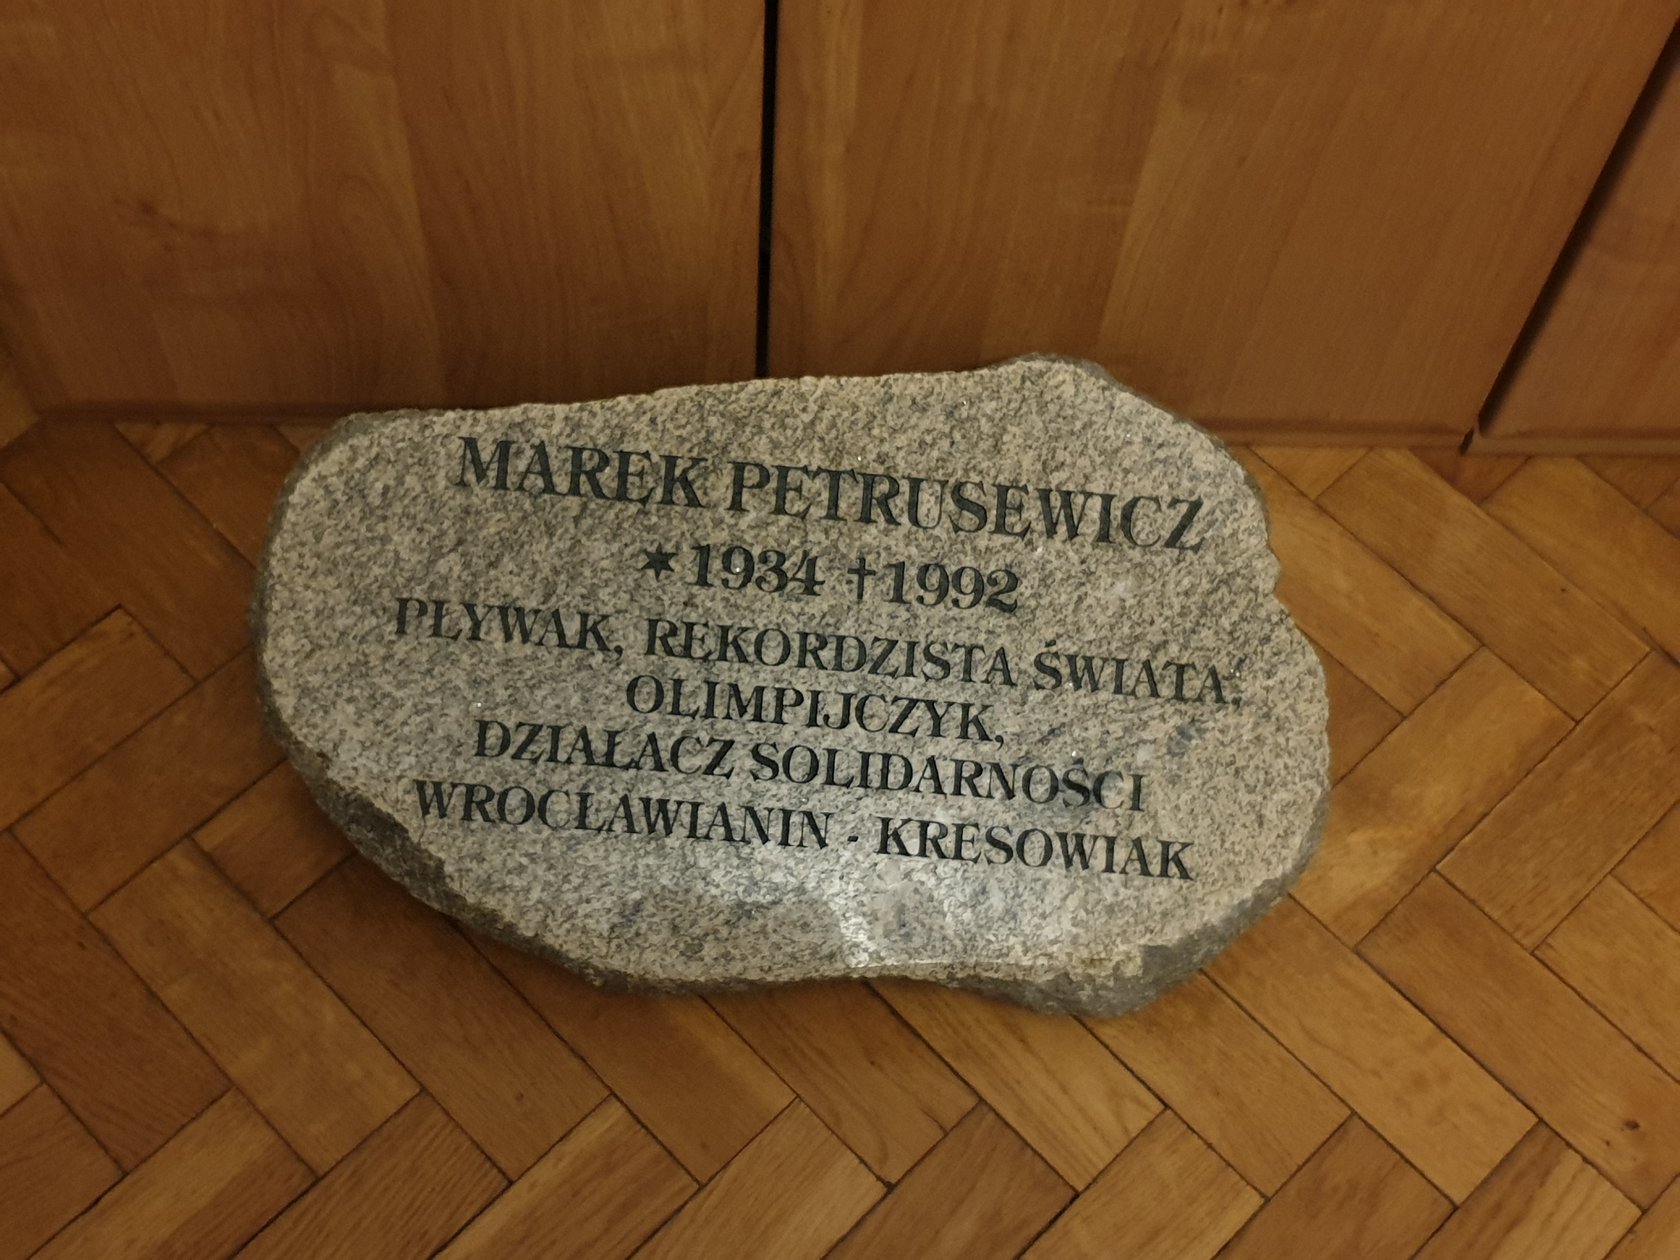 MAREK PETRUSEWICZ
✶1934 †1992
PŁYWAK, REKORDZISTA ŚWIATA,
OLIMPIJCZYK,
DZIAŁACZ SOLIDARNOŚCI
WROCŁAWIANIN - KRESOWIAK